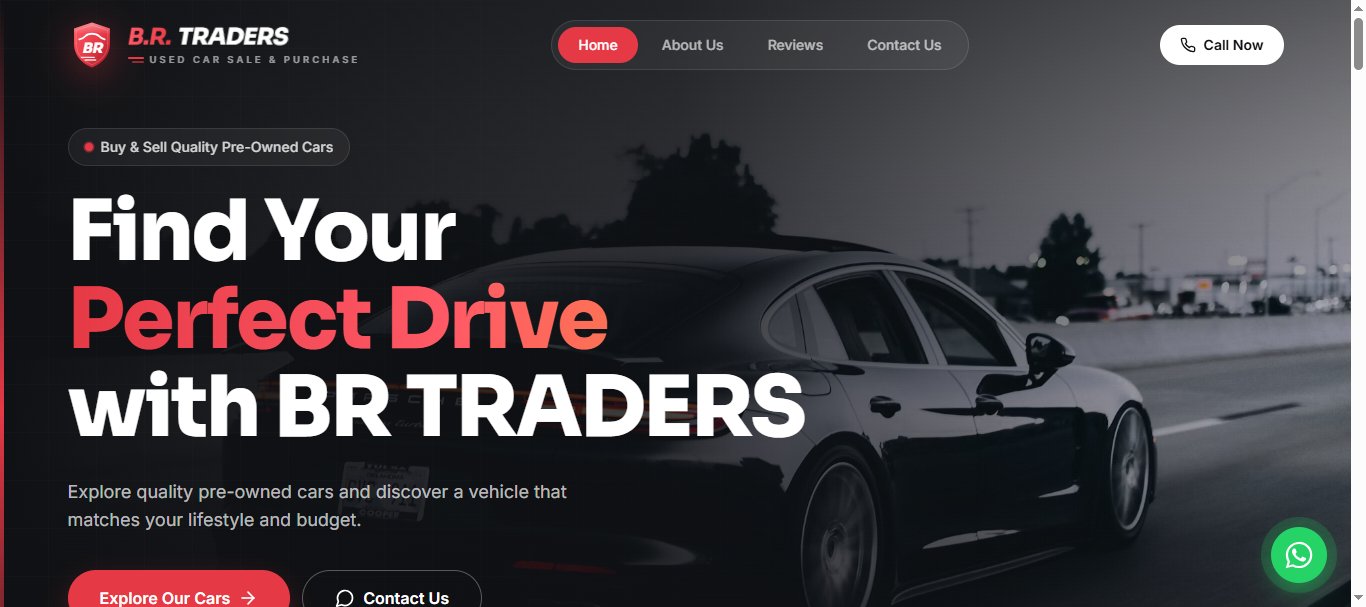 BR
B.R. TRADERS
USED CAR SALE & PURCHASE
Home
About Us
Reviews
Contact Us
Call Now
Buy & Sell Quality Pre-Owned Cars
Find Your
Perfect Drive
with BR TRADERS
Explore quality pre-owned cars and discover a vehicle that
matches your lifestyle and budget.
Explore Our Cars
Contact Us